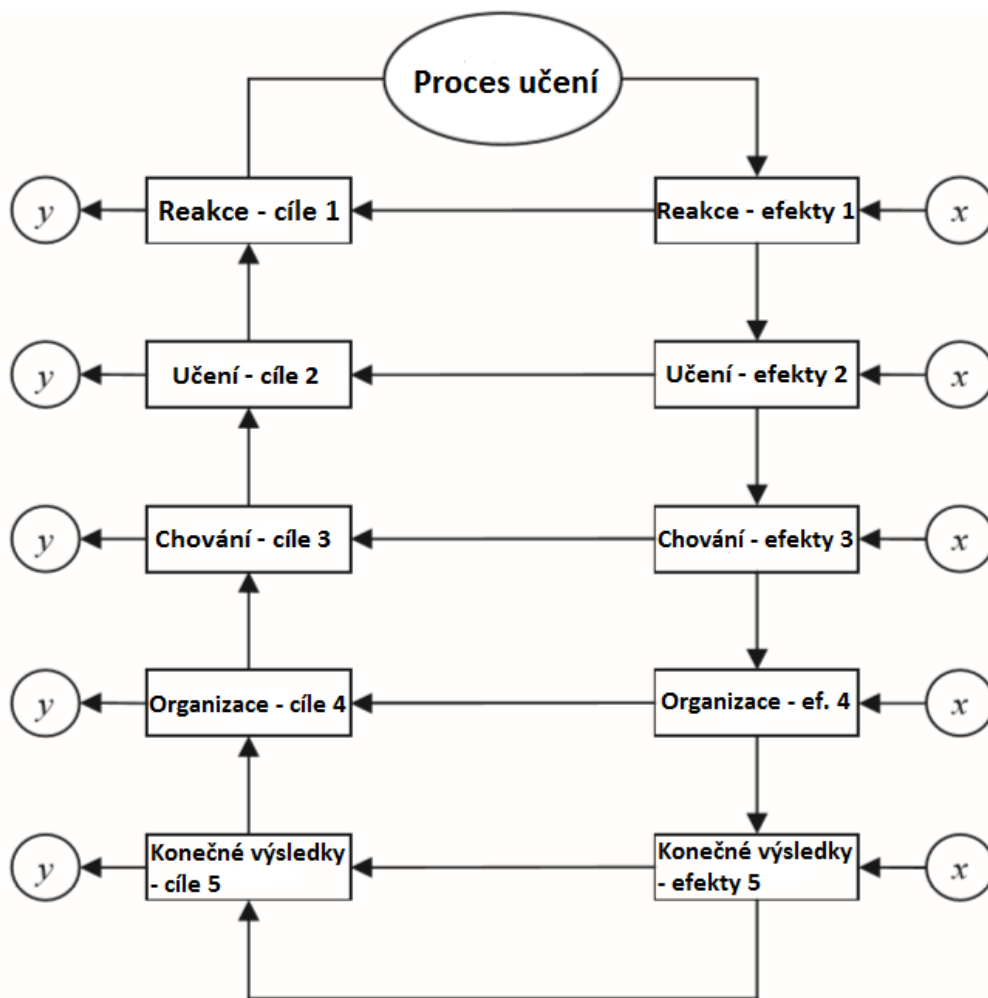 Proces učení
y
Reakce - cíle 1
Reakce - efekty 1
x
y
Učení - cíle 2
Učení - efekty 2
x
y
Chování - cíle 3
Chování - efekty 3
x
y
Organizace - cíle 4
Organizace - ef. 4
x
y
Konečné výsledky
- cíle 5
Konečné výsledky
- efekty 5
x